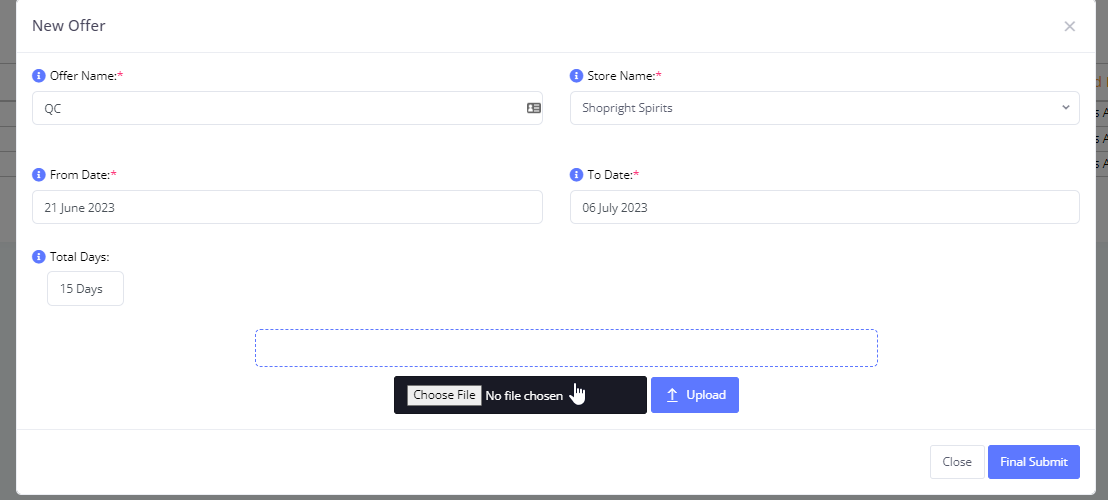 New Offer
Offer Name:*
Store Name:*
QC
Shopright Spirits
From Date:*
To Date:*
21 June 2023
06 July 2023
Total Days:
15 Days
Choose File No file chosen
Upload
Close
Final Submit